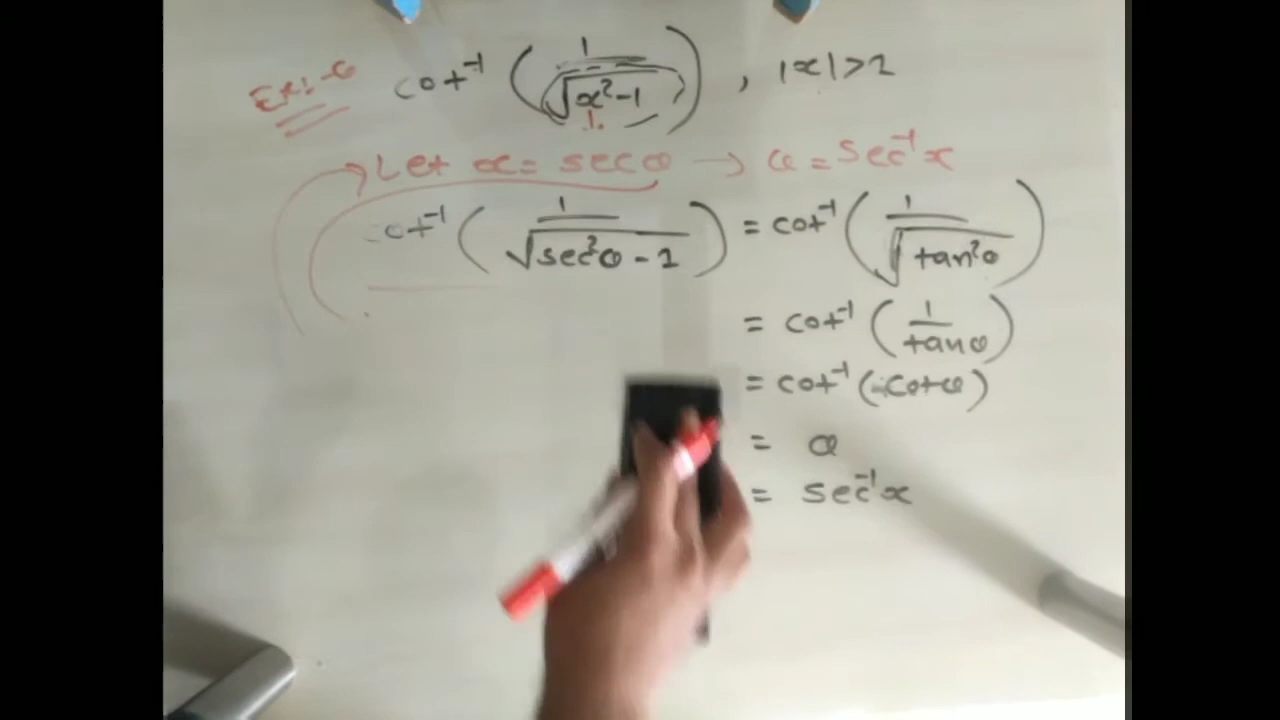 Ex:-6 cot⁻¹ (1/√(x²-1)), |x|>1
Let x = secθ → θ = sec⁻¹x
cot⁻¹ (1/√(sec²θ - 1)) = cot⁻¹ (1/√(tan²θ))
= cot⁻¹ (1/tanθ)
= cot⁻¹ (cotθ)
= θ
= sec⁻¹x